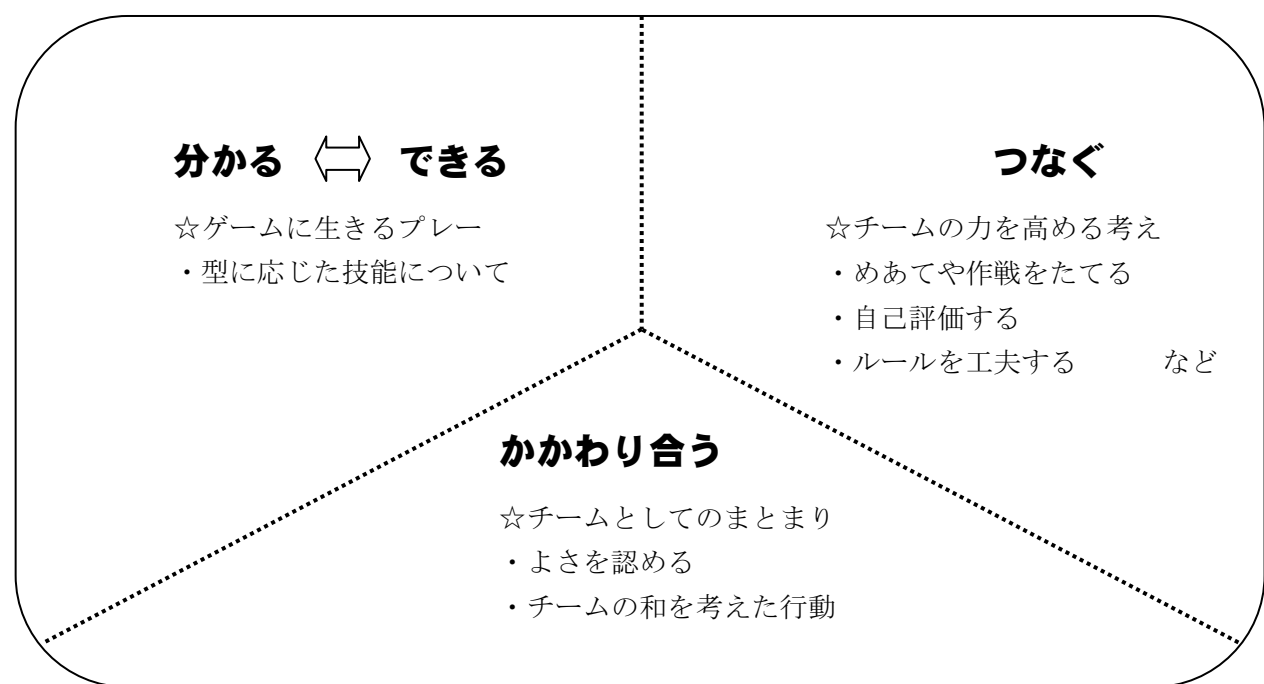 分かる ⇔ できる
☆ゲームに生きるプレー
・型に応じた技能について
つなぐ
☆チームの力を高める考え
・めあてや作戦をたてる
・自己評価する
・ルールを工夫する　　　など
かかわり合う
☆チームとしてのまとまり
・よさを認める
・チームの和を考えた行動